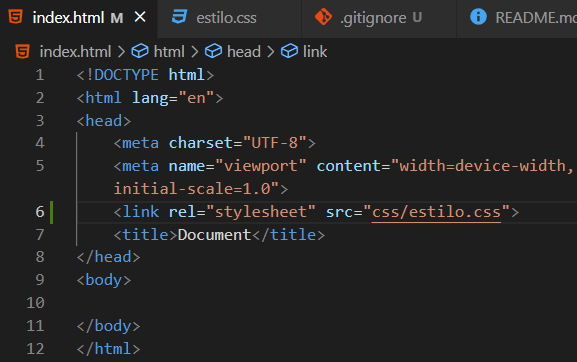 index.html M
estilo.css
.gitignore U
README.md
index.html > html > head > link
1 <!DOCTYPE html>
2 <html lang="en">
3 <head>
4 <meta charset="UTF-8">
5 <meta name="viewport" content="width=device-width,
initial-scale=1.0">
6 <link rel="stylesheet" src="css/estilo.css">
7 <title>Document</title>
8 </head>
9 <body>
10
11 </body>
12 </html>